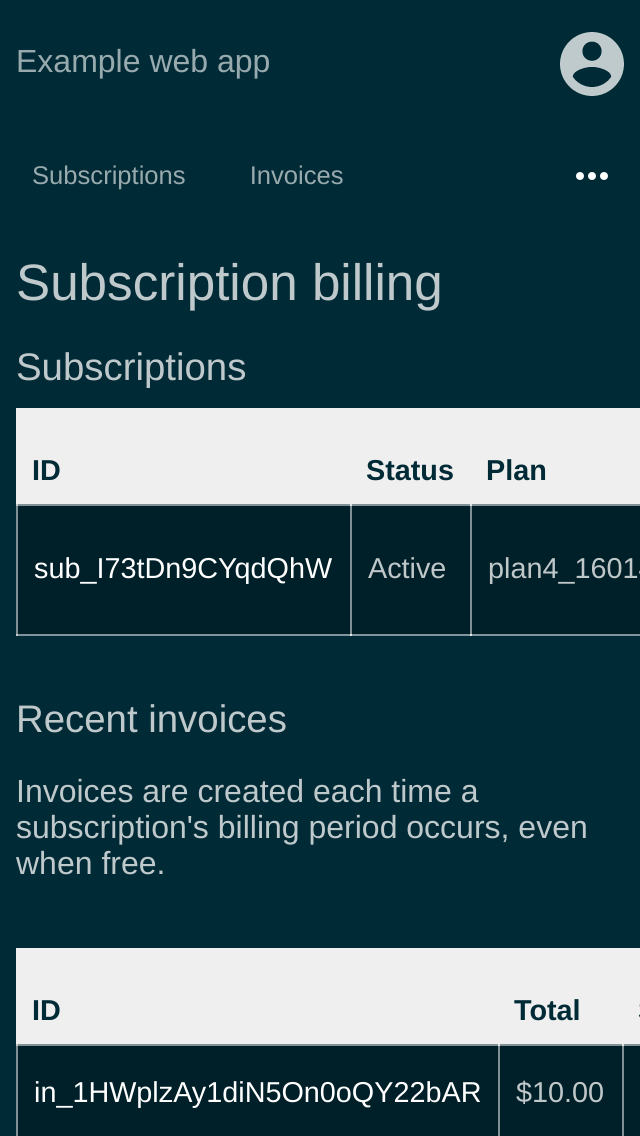 Example web app
Subscriptions Invoices
Subscription billing
Subscriptions
ID Status Plan
sub_I73tDn9CYqdQhW Active plan4_1601
Recent invoices
Invoices are created each time a
subscription's billing period occurs, even
when free.
ID Total
in_1HWplzAy1diN5On0oQY22bAR $10.00